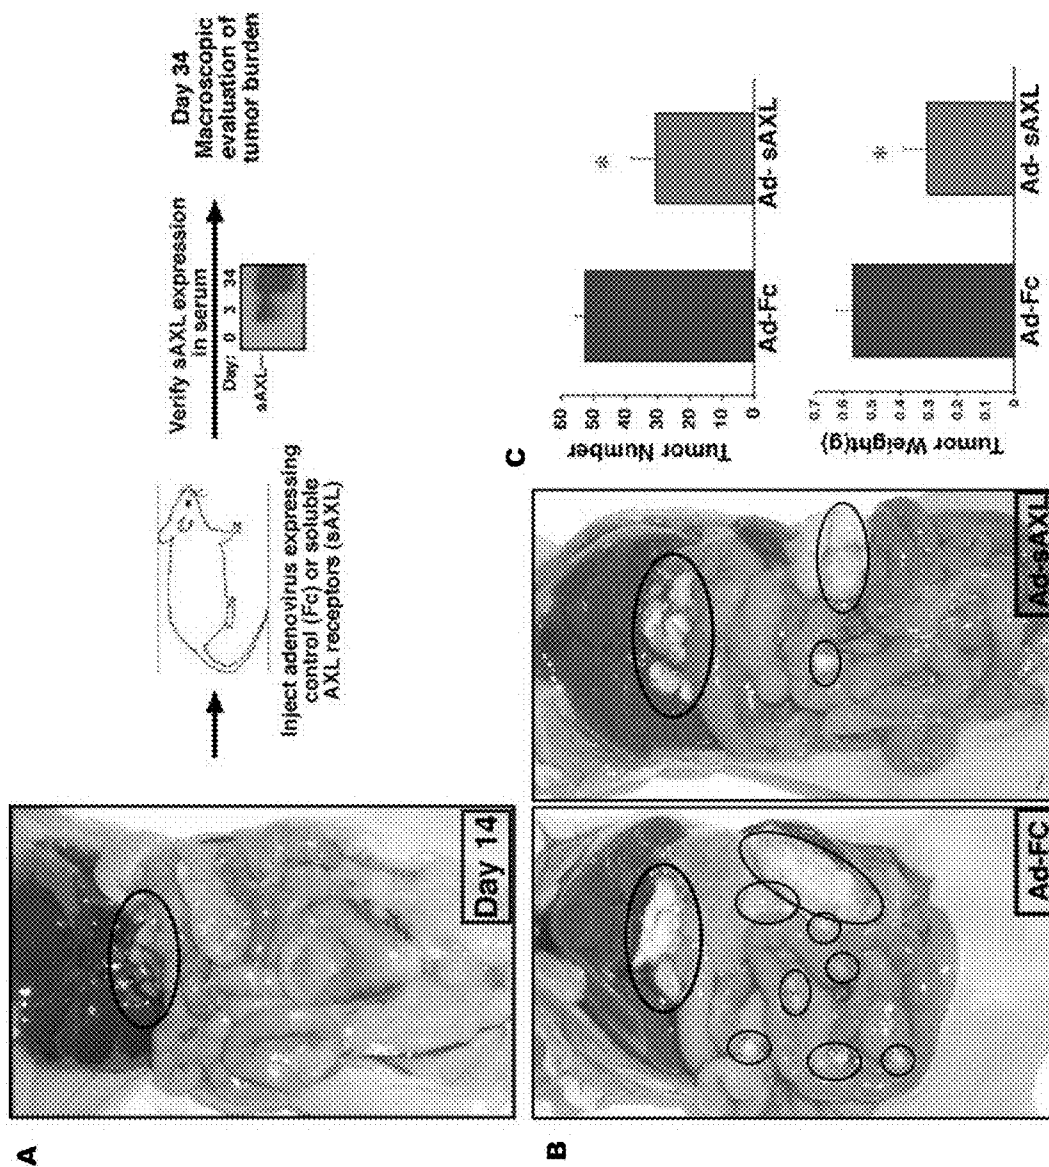 A
Day 14
Inject adenovirus expressing
control (Fc) or soluble
AXL receptors (sAXL)
Verify sAXL expression
in serum
Day: 0 3 34
sAXL
Day 34
Macroscopic
evaluation of
tumor burden
B
Ad-FC
Ad-sAXL
C
Tumor Number
60
50
40
30
20
10
0
Ad-Fc
Ad- sAXL
*
Tumor Weight(g)
0.7
0.6
0.5
0.4
0.3
0.2
0.1
0
Ad-Fc
Ad- sAXL
*